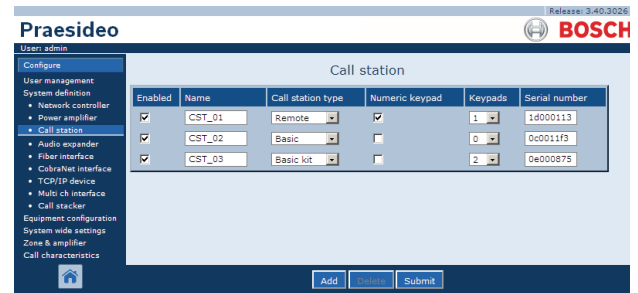 Release: 3.40.3026
Praesideo
BOSCH
User: admin
Configure
User management
System definition
• Network controller
• Power amplifier
• Call station
• Audio expander
• Fiber interface
• CobraNet interface
• TCP/IP device
• Multi ch interface
• Call stacker
Equipment configuration
System wide settings
Zone & amplifier
Call characteristics
Call station
Enabled Name Call station type Numeric keypad Keypads Serial number
CST_01 Remote 1 1d000113
CST_02 Basic 0 0c0011f3
CST_03 Basic kit 2 0e000875
Add Delete Submit